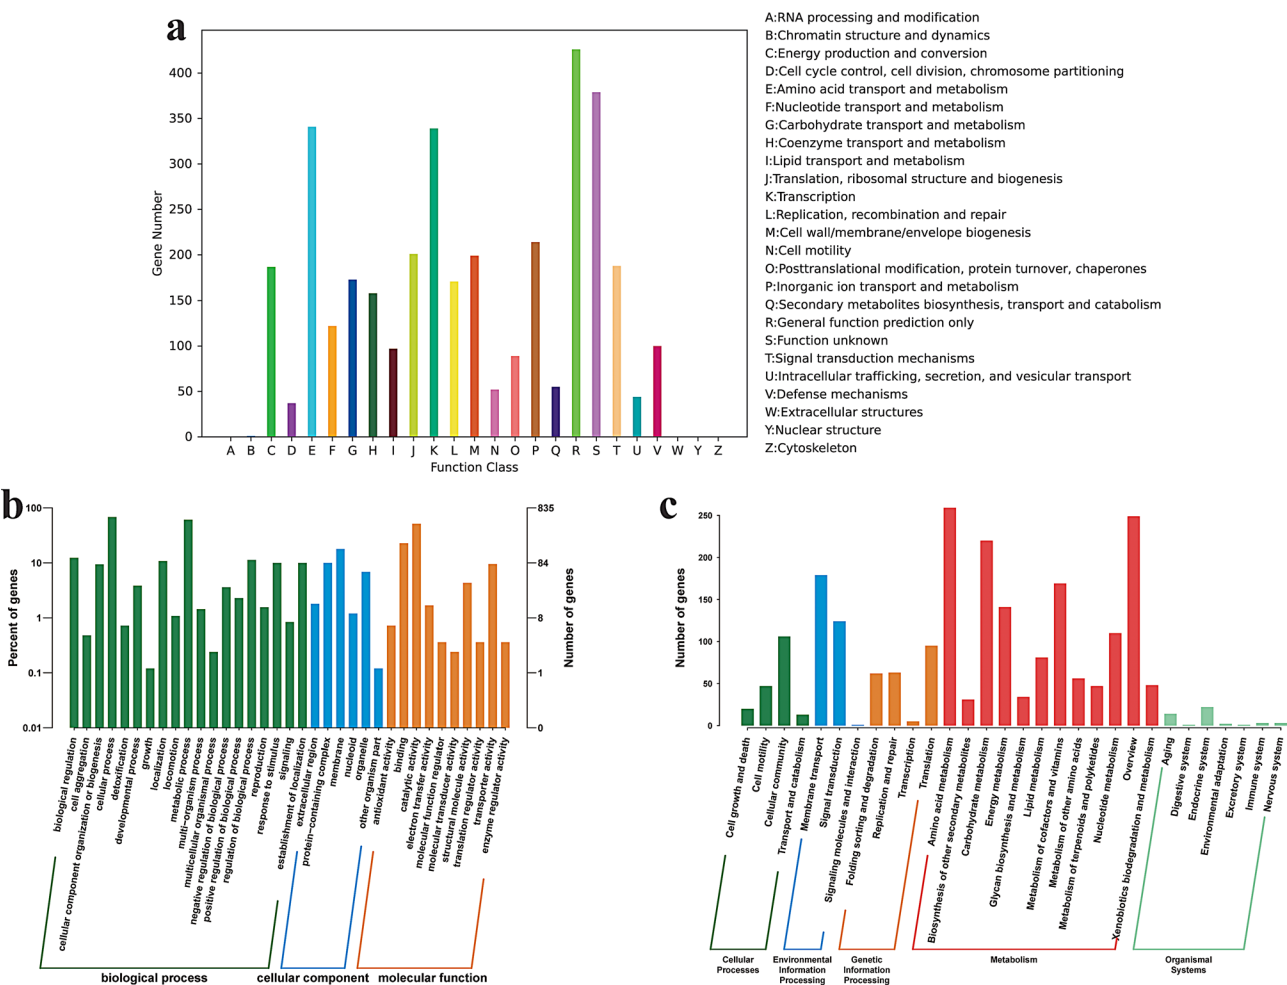 a
Gene Number
400
350
300
250
200
150
100
50
0
A B C D E F G H I J K L M N O P Q R S T U V W Y Z
Function Class
A:RNA processing and modification
B:Chromatin structure and dynamics
C:Energy production and conversion
D:Cell cycle control, cell division, chromosome partitioning
E:Amino acid transport and metabolism
F:Nucleotide transport and metabolism
G:Carbohydrate transport and metabolism
H:Coenzyme transport and metabolism
I:Lipid transport and metabolism
J:Translation, ribosomal structure and biogenesis
K:Transcription
L:Replication, recombination and repair
M:Cell wall/membrane/envelope biogenesis
N:Cell motility
O:Posttranslational modification, protein turnover, chaperones
P:Inorganic ion transport and metabolism
Q:Secondary metabolites biosynthesis, transport and catabolism
R:General function prediction only
S:Function unknown
T:Signal transduction mechanisms
U:Intracellular trafficking, secretion, and vesicular transport
V:Defense mechanisms
W:Extracellular structures
Y:Nuclear structure
Z:Cytoskeleton
b
Percent of genes
100
10
1
0.1
0.01
835
84
8
1
0
Number of genes
biological regulation
cell aggregation
cellular component organization or biogenesis
cellular process
detoxification
developmental process
growth
localization
locomotion
metabolic process
multi-organism process
multicellular organismal process
negative regulation of biological process
positive regulation of biological process
regulation of biological process
reproduction
response to stimulus
signaling
establishment of localization
extracellular region
protein-containing complex
membrane
nucleoid
organelle
other organism part
antioxidant activity
binding
catalytic activity
electron transfer activity
molecular function regulator
molecular transducer activity
structural molecule activity
translation regulator activity
transporter activity
enzyme regulator activity
biological process
cellular component
molecular function
c
Number of genes
250
200
150
100
50
0
Cell growth and death
Cell motility
Cellular community
Transport and catabolism
Membrane transport
Signal transduction
Signaling molecules and interaction
Folding sorting and degradation
Replication and repair
Transcription
Translation
Amino acid metabolism
Biosynthesis of other secondary metabolites
Carbohydrate metabolism
Energy metabolism
Glycan biosynthesis and metabolism
Lipid metabolism
Metabolism of cofactors and vitamins
Metabolism of other amino acids
Metabolism of terpenoids and polyketides
Nucleotide metabolism
Overview
Xenobiotics biodegradation and metabolism
Aging
Digestive system
Endocrine system
Environmental adaptation
Excretory system
Immune system
Nervous system
Cellular
Processes
Environmental
Information
Processing
Genetic
Information
Processing
Metabolism
Organismal
Systems